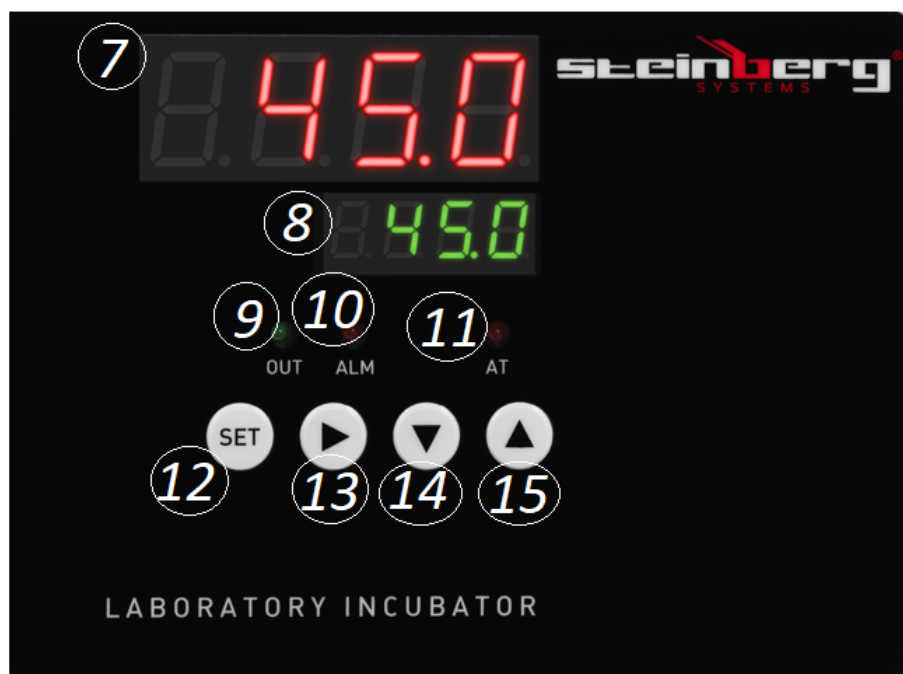 7
45.0
steinberg®
SYSTEMS
8
45.0
9
10
11
OUT ALM AT
SET
12
13
14
15
LABORATORY INCUBATOR